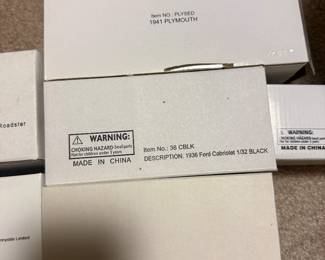 Item NO.: PLYBED
1941 PLYMOUTH
Roadster
WARNING:
CHOKING HAZARD-Small parts
Not for children under 3 years
MADE IN CHINA
Item No.: 36 CBLK
DESCRIPTION: 1936 Ford Cabriolet 1/32 BLACK
WARNING:
CHOKING HAZARD-Small parts
Not for children under 3 years
MADE IN CHINA
Limited